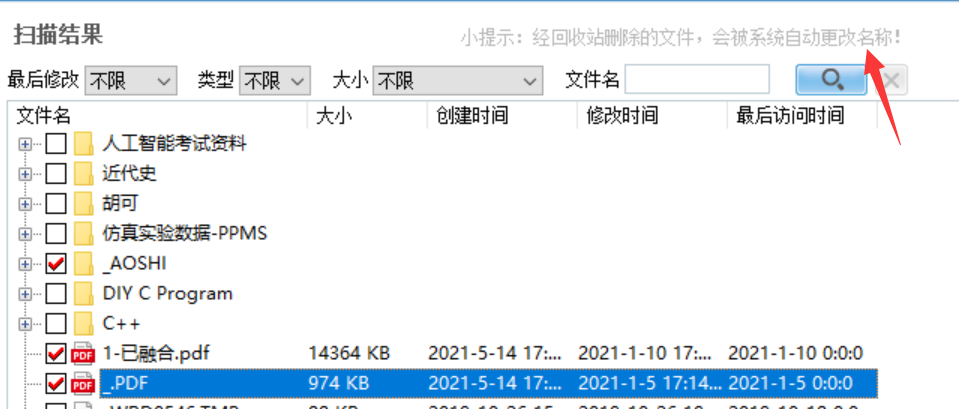 扫描结果
小提示：经回收站删除的文件，会被系统自动更改名称！
最后修改 不限 类型 不限 大小 不限 文件名
文件名 大小 创建时间 修改时间 最后访问时间
人工智能考试资料
近代史
胡可
仿真实验数据-PPMS
_AOSHI
DIY C Program
C++
PDF 1-已融合.pdf 14364 KB 2021-5-14 17:... 2021-1-10 17:... 2021-1-10 0:0:0
PDF _.PDF 974 KB 2021-5-14 17:... 2021-1-5 17:14... 2021-1-5 0:0:0